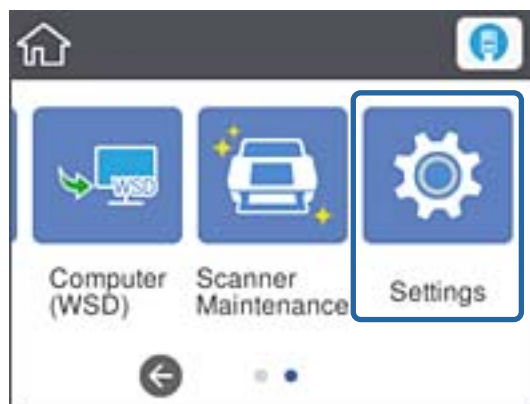 WSD
Computer
(WSD)
Scanner
Maintenance
Settings